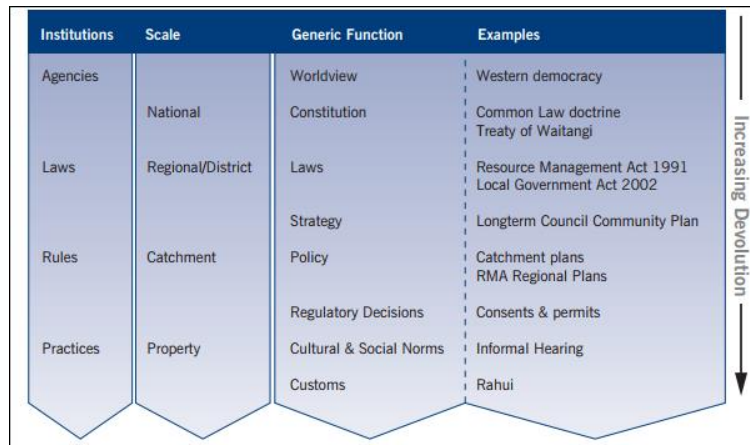 Institutions Scale Generic Function Examples
Agencies Worldview Western democracy
National Constitution Common Law doctrine
Treaty of Waitangi
Laws Regional/District Laws Resource Management Act 1991
Local Government Act 2002
Strategy Longterm Council Community Plan
Rules Catchment Policy Catchment plans
RMA Regional Plans
Regulatory Decisions Consents & permits
Practices Property Cultural & Social Norms Informal Hearing
Customs Rahui
Increasing Devolution